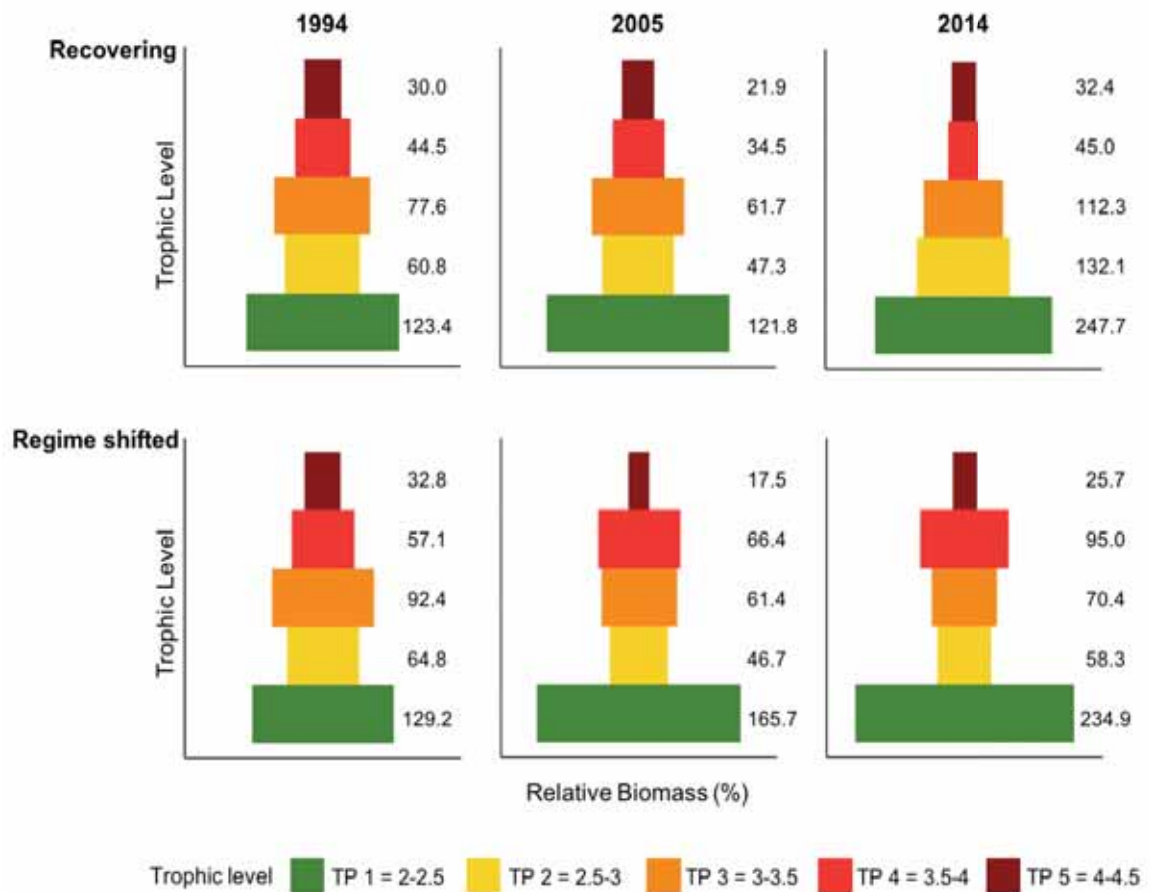 1994 2005 2014
Recovering
Trophic Level
30.0 21.9 32.4
44.5 34.5 45.0
77.6 61.7 112.3
60.8 47.3 132.1
123.4 121.8 247.7
Regime shifted
Trophic Level
32.8 17.5 25.7
57.1 66.4 95.0
92.4 61.4 70.4
64.8 46.7 58.3
129.2 165.7 234.9
Relative Biomass (%)
Trophic level TP 1 = 2-2.5 TP 2 = 2.5-3 TP 3 = 3-3.5 TP 4 = 3.5-4 TP 5 = 4-4.5